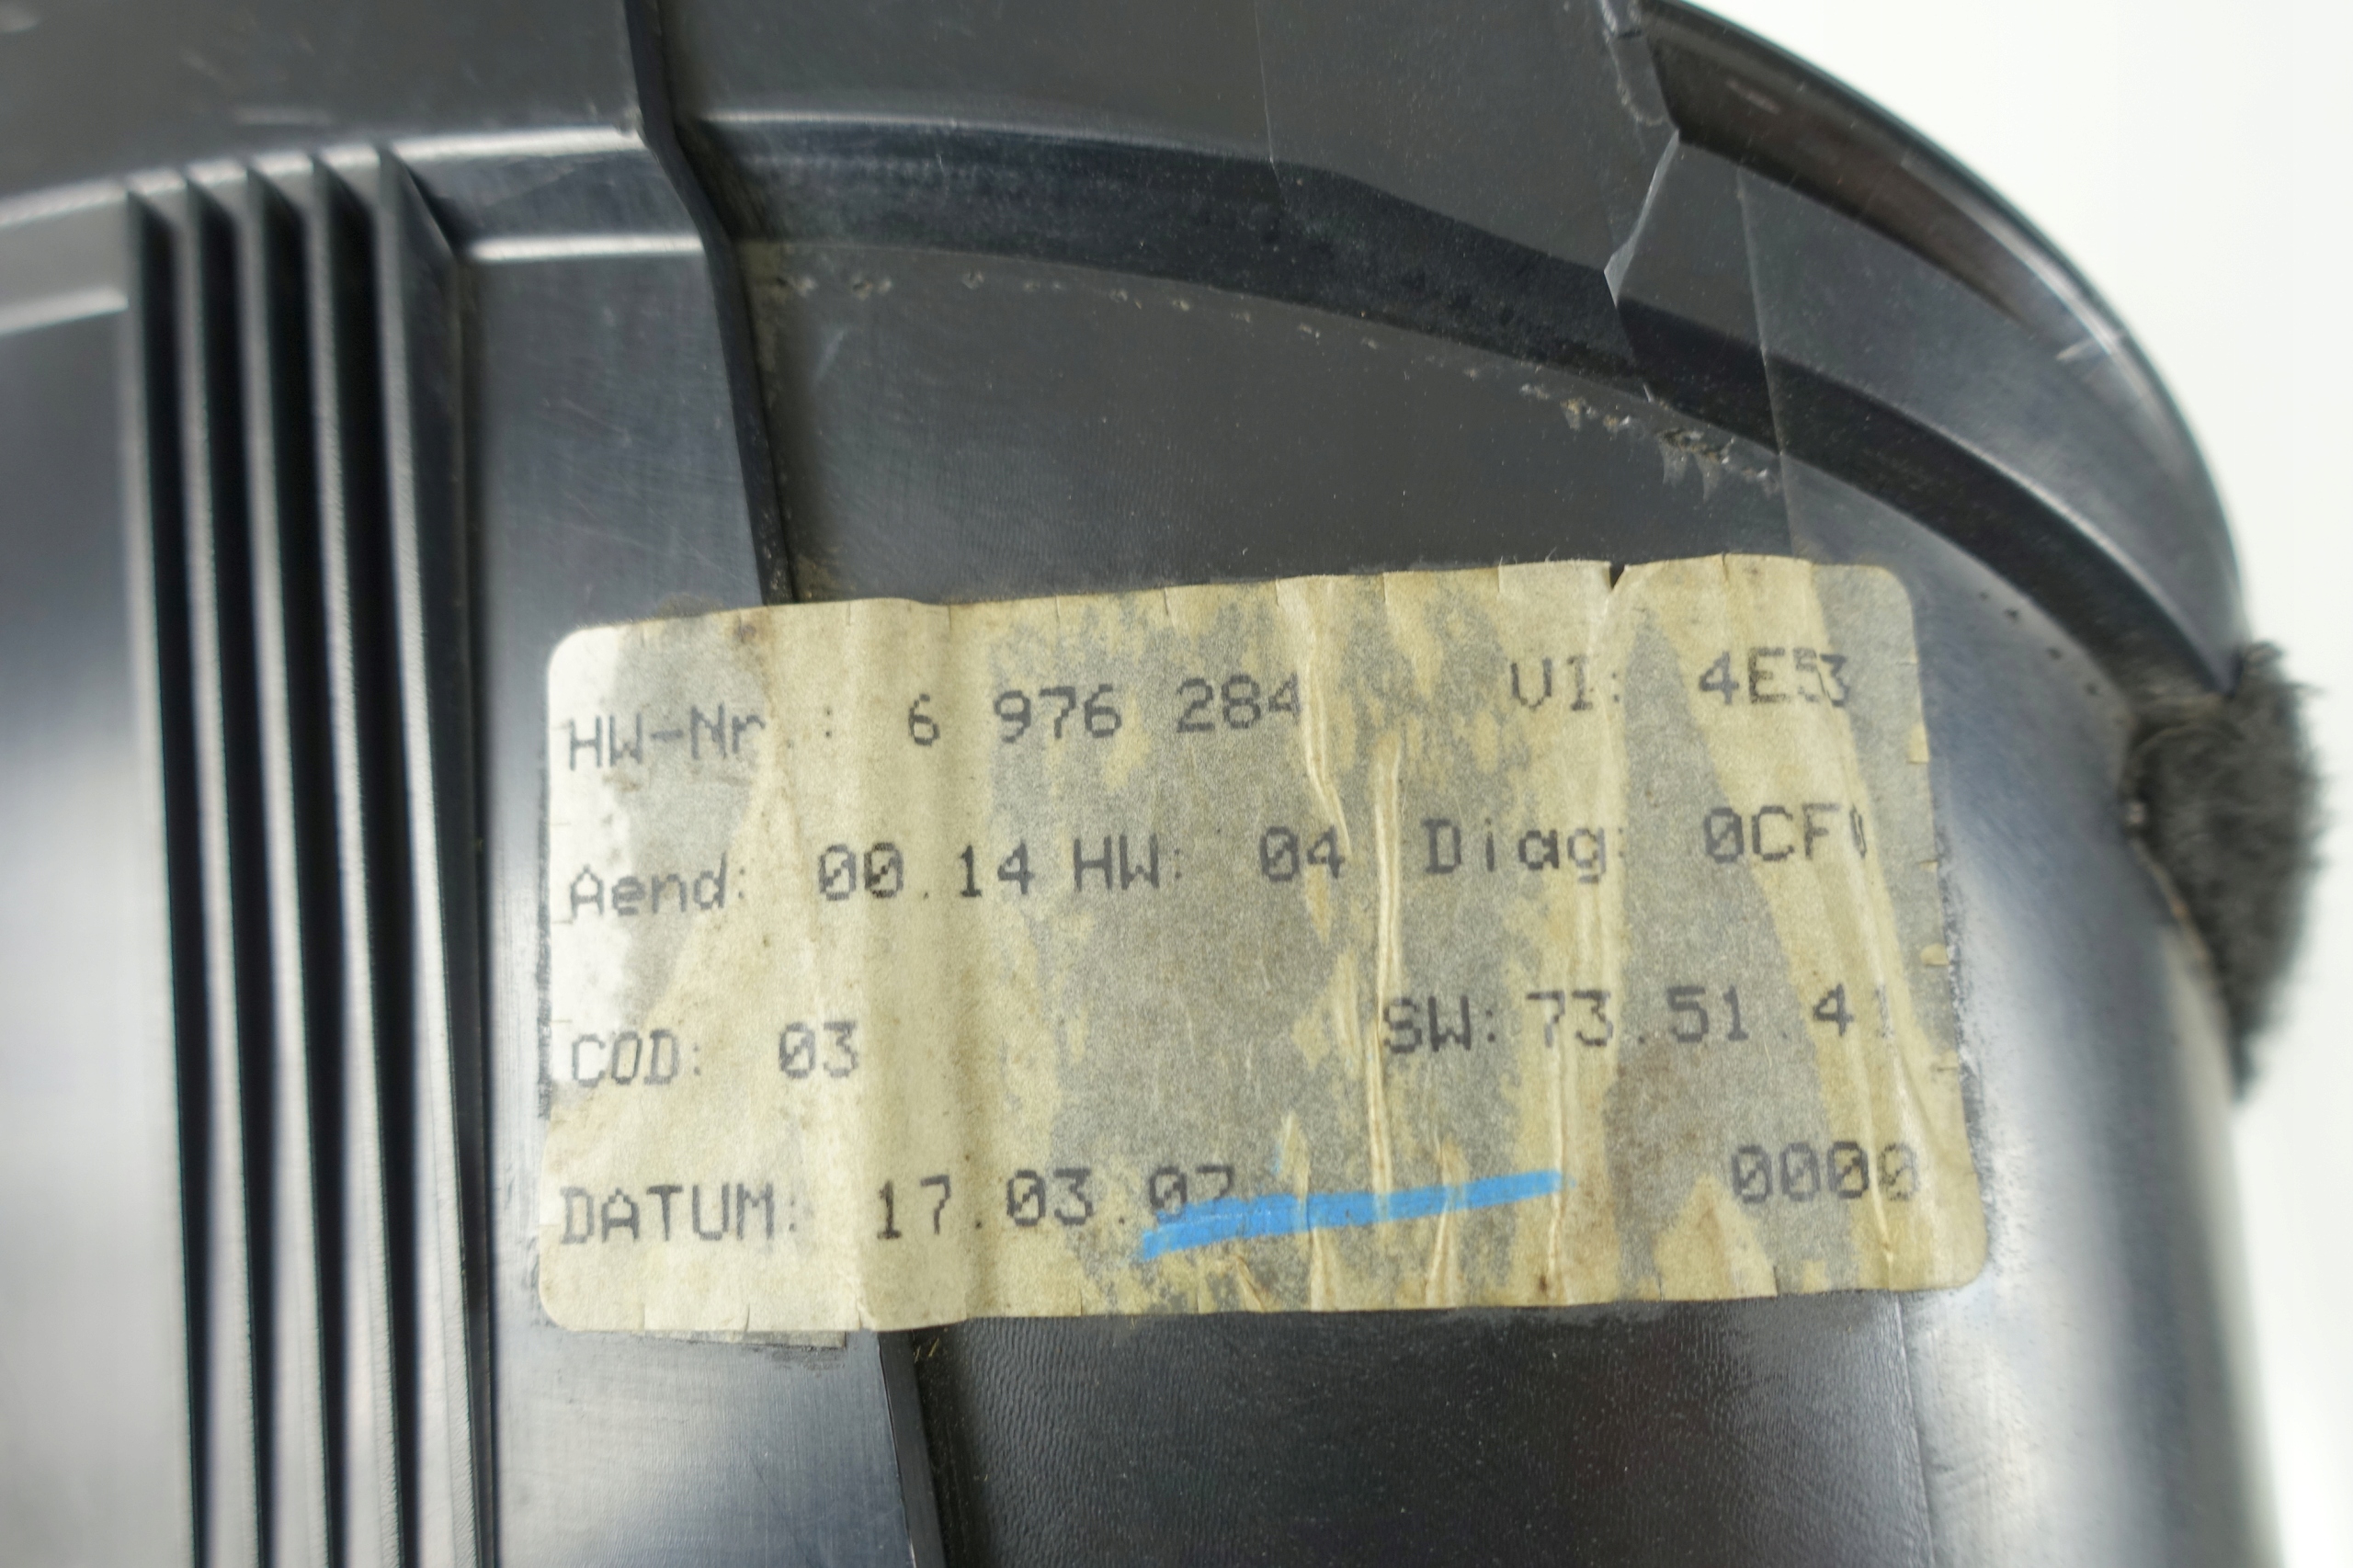 HW-Nr.: 6 976 284 VI: 4E53
Aend: 00.14 HW: 04 Diag: 0CF0
COD: 03 SW: 73.51.41
DATUM: 17.03.07 0000